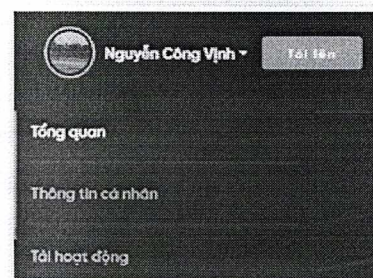 Nguyễn Công Vịnh
Tải lên
Tổng quan
Thông tin cá nhân
Tải hoạt động